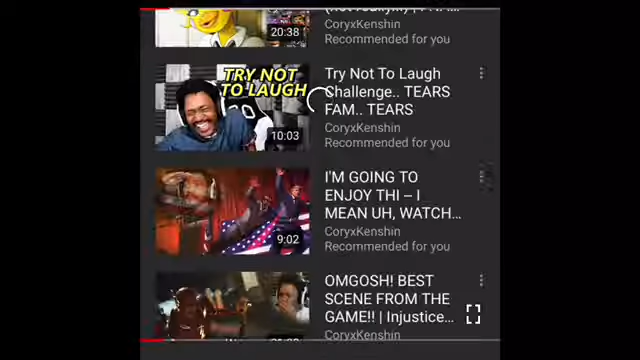 20:38
CoryxKenshin
Recommended for you
TRY NOT
TO LAUGH
10:03
Try Not To Laugh
Challenge.. TEARS
FAM.. TEARS
CoryxKenshin
Recommended for you
9:02
I'M GOING TO
ENJOY THI – I
MEAN UH, WATCH...
CoryxKenshin
Recommended for you
OMGOSH! BEST
SCENE FROM THE
GAME!! | Injustice...
CoryxKenshin